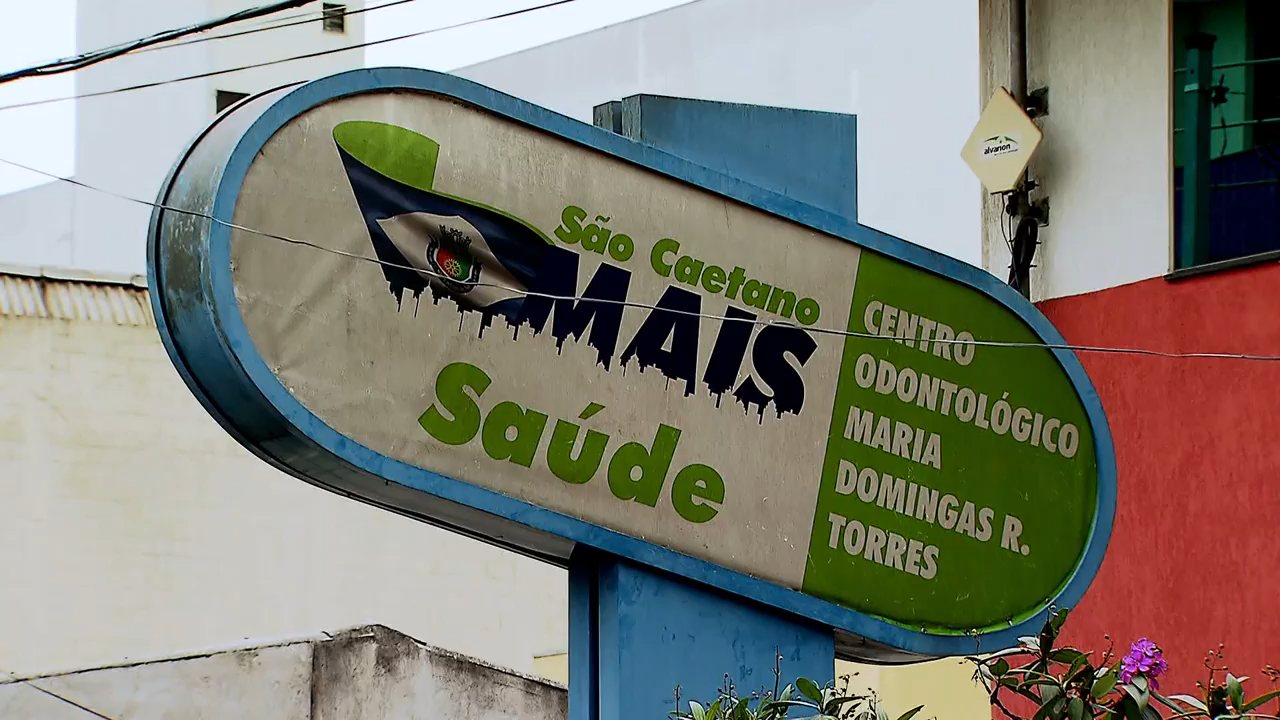 São Caetano
MAIS
Saúde
CENTRO
ODONTOLÓGICO
MARIA
DOMINGAS R.
TORRES
alvarion